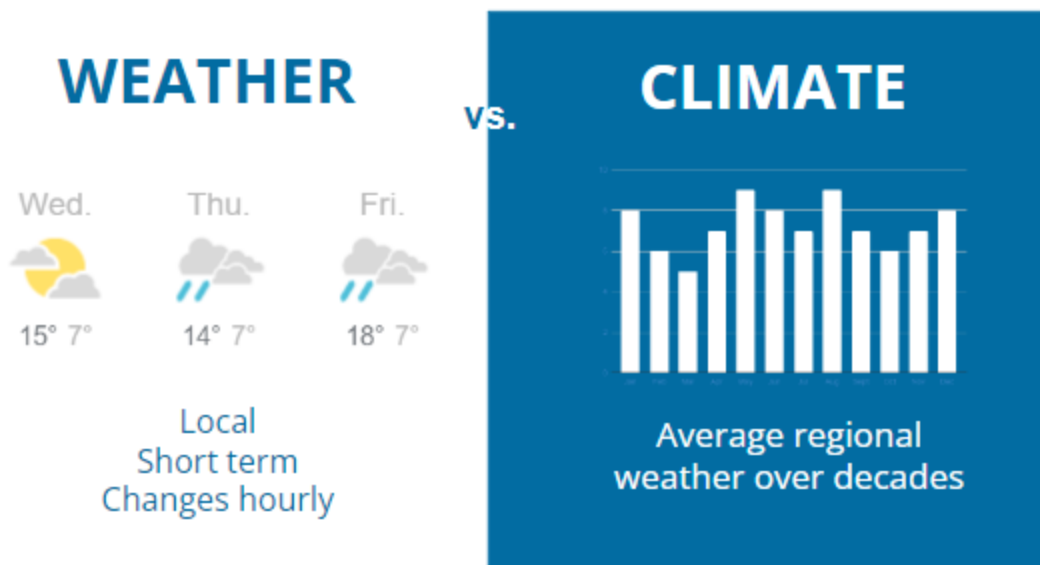 WEATHER
vs.
CLIMATE
Wed.
Thu.
Fri.
15° 7°
14° 7°
18° 7°
Local
Short term
Changes hourly
Average regional
weather over decades